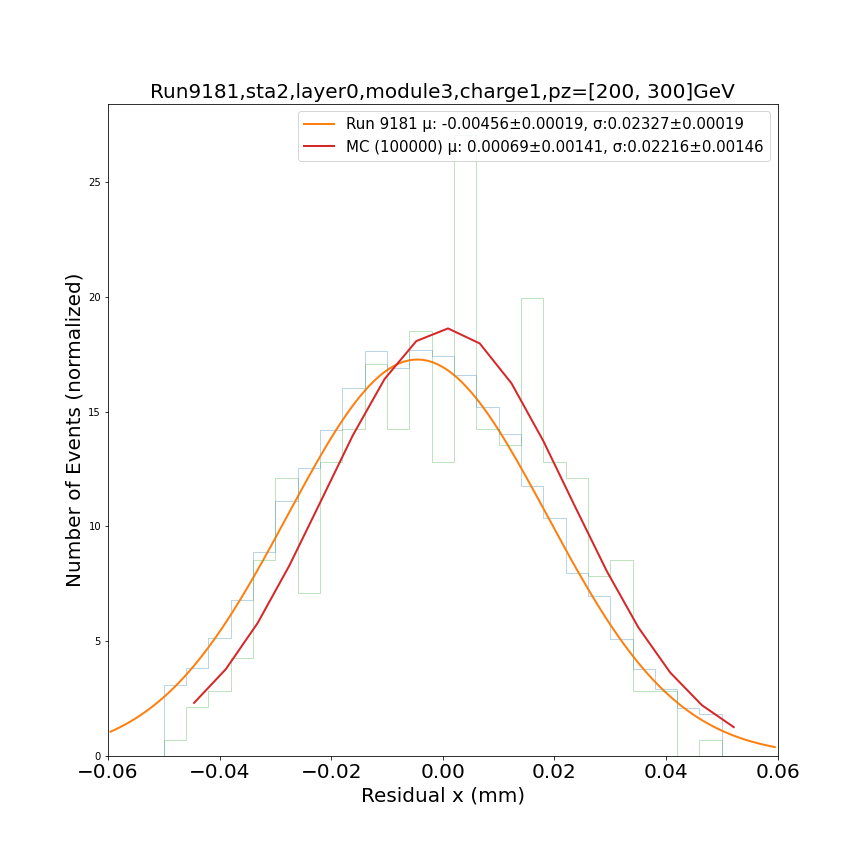 Run9181,sta2,layer0,module3,charge1,pz=[200, 300]GeV
Run 9181 μ: -0.00456±0.00019, σ:0.02327±0.00019
MC (100000) μ: 0.00069±0.00141, σ:0.02216±0.00146
Number of Events (normalized)
25
20
15
10
5
0
−0.06 −0.04 −0.02 0.00 0.02 0.04 0.06
Residual x (mm)